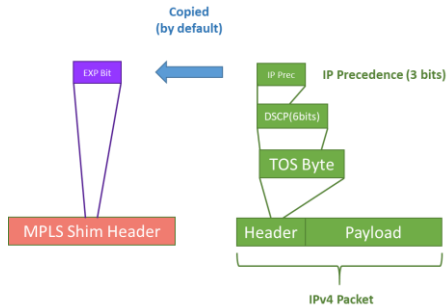 Copied
(by default)
EXP Bit
IP Prec
IP Precedence (3 bits)
DSCP(6bits)
TOS Byte
MPLS Shim Header
Header
Payload
IPv4 Packet